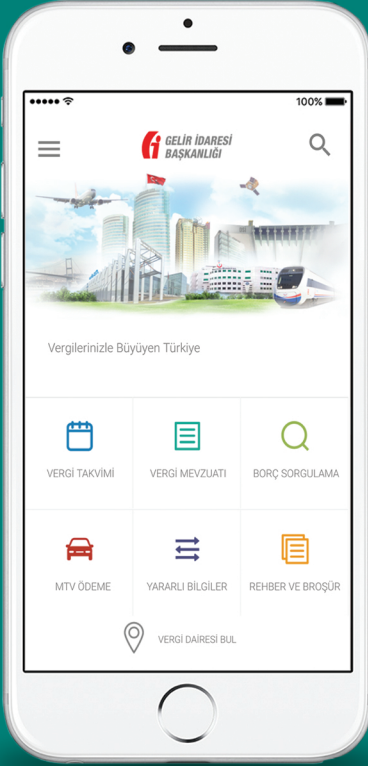 100%
GELİR İDARESİ
BAŞKANLIĞI
Vergilerinizle Büyüyen Türkiye
VERGİ TAKVİMİ
VERGİ MEVZUATI
BORÇ SORGULAMA
MTV ÖDEME
YARARLI BİLGİLER
REHBER VE BROŞÜR
VERGİ DAİRESİ BUL